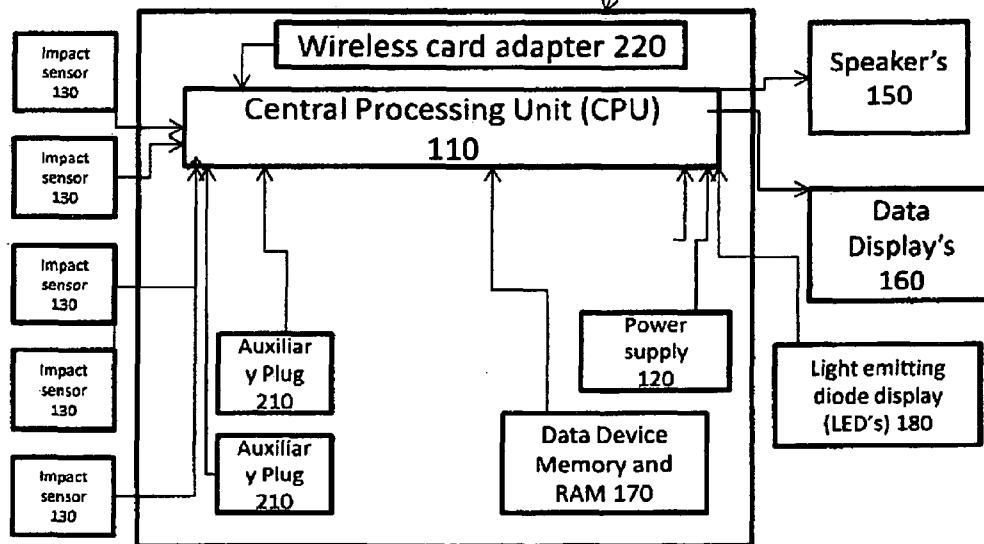 Impact
sensor
130
Impact
sensor
130
Impact
sensor
130
Impact
sensor
130
Impact
sensor
130
Wireless card adapter 220
Central Processing Unit (CPU)
110
Auxiliar
y Plug
210
Auxiliar
y Plug
210
Power
supply
120
Data Device
Memory and
RAM 170
Speaker's
150
Data
Display's
160
Light emitting
diode display
(LED's) 180